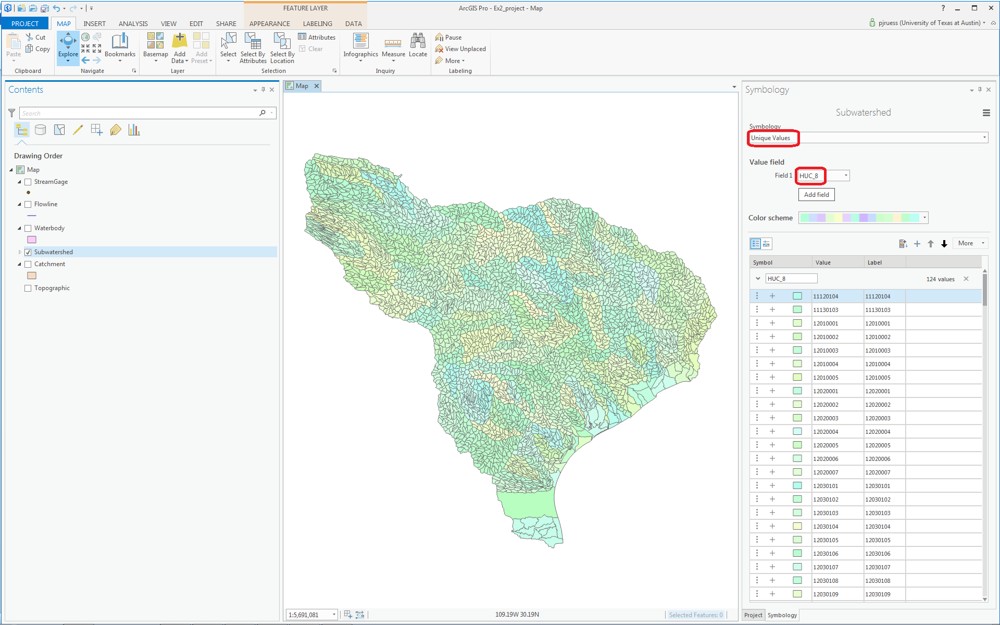 FEATURE LAYER
ArcGIS Pro - Ex2_project - Map
?
PROJECT MAP INSERT ANALYSIS VIEW EDIT SHARE APPEARANCE LABELING DATA
pjruess (University of Texas at Austin)
Paste
Cut
Copy
Clipboard
Explore
Bookmarks
Navigate
Basemap
Add Data
Add Preset
Layer
Select
Select By Attributes
Select By Location
Attributes
Clear
Selection
Infographics
Measure
Locate
Inquiry
Pause
View Unplaced
More
Labeling
Contents
Search
Drawing Order
Map
StreamGage
Flowline
Waterbody
Subwatershed
Catchment
Topographic
Map
1:5,691,081
109.19W 30.19N
Selected Features: 0
Symbology
Subwatershed
Symbology
Unique Values
Value field
Field 1 HUC_8
Add field
Color scheme
More
Symbol Value Label
HUC_8 124 values
11120104 11120104
11130103 11130103
12010001 12010001
12010002 12010002
12010003 12010003
12010004 12010004
12010005 12010005
12020001 12020001
12020002 12020002
12020003 12020003
12020004 12020004
12020005 12020005
12020006 12020006
12020007 12020007
12030101 12030101
12030102 12030102
12030103 12030103
12030104 12030104
12030105 12030105
12030106 12030106
12030107 12030107
12030108 12030108
12030109 12030109
Project Symbology